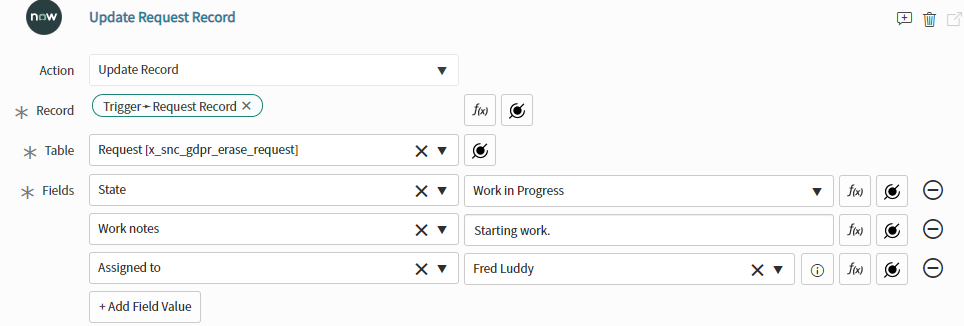 now
Update Request Record
Action
Update Record
Record
Trigger ➛ Request Record ✕
f(x)
Table
Request [x_snc_gdpr_erase_request]
Fields
State
Work in Progress
f(x)
Work notes
Starting work.
f(x)
Assigned to
Fred Luddy
f(x)
+ Add Field Value